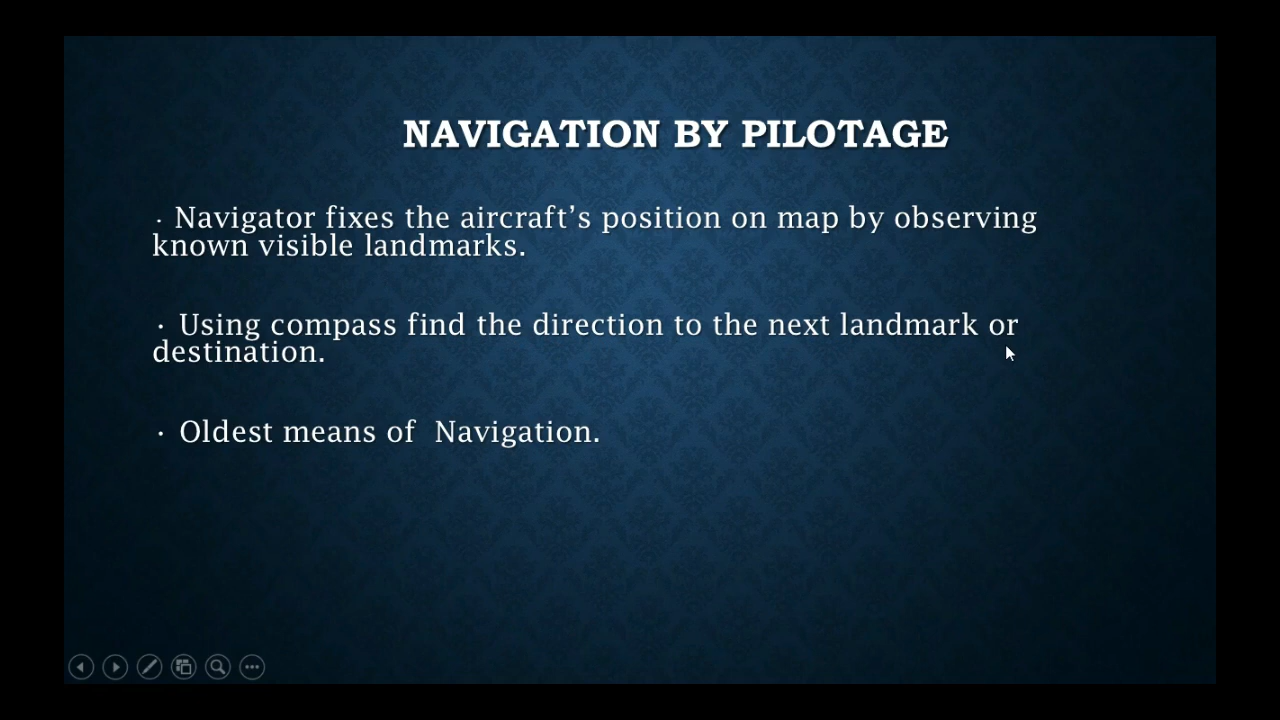 NAVIGATION BY PILOTAGE
· Navigator fixes the aircraft’s position on map by observing
known visible landmarks.
· Using compass find the direction to the next landmark or
destination.
· Oldest means of  Navigation.